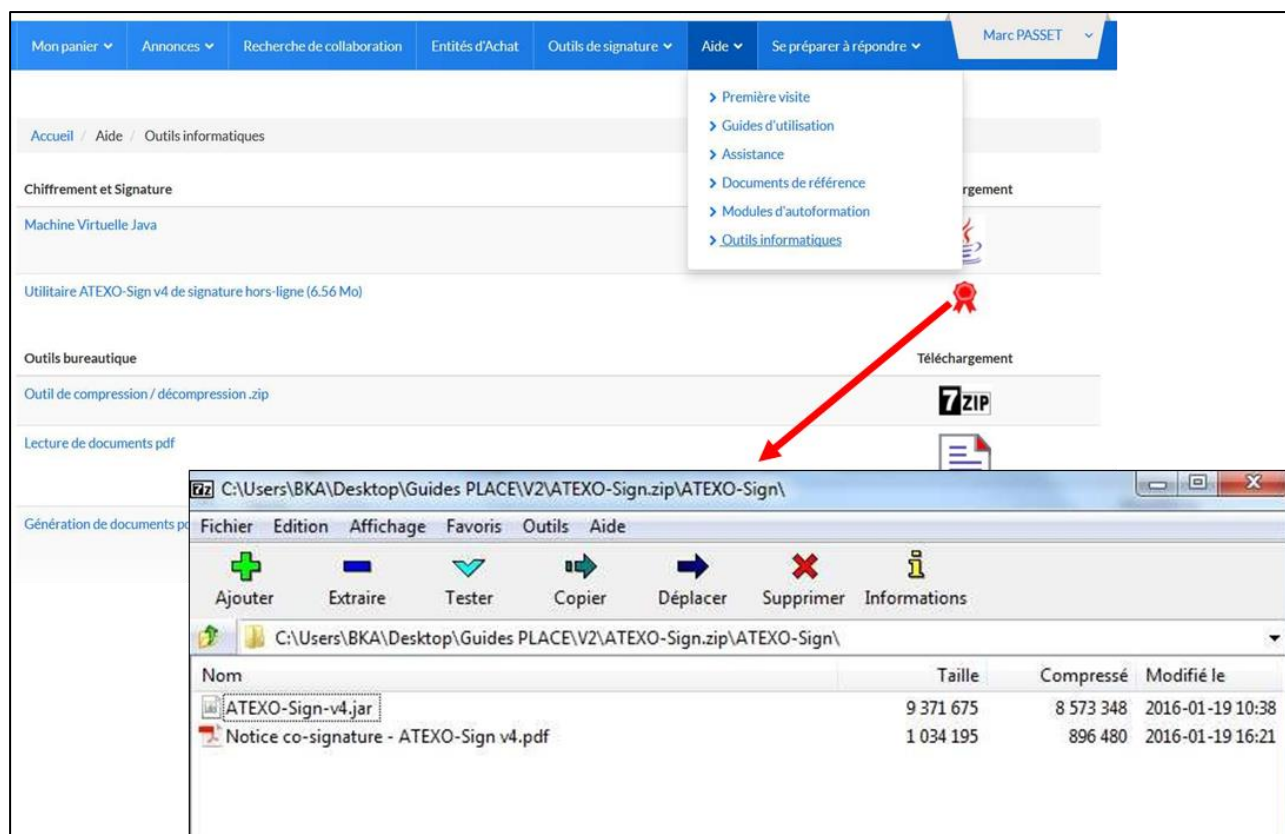 Mon panier Annonces Recherche de collaboration Entités d'Achat Outils de signature Aide Se préparer à répondre Marc PASSET
Première visite
Guides d'utilisation
Assistance
Documents de référence
Modules d'autoformation
Outils informatiques
Accueil / Aide / Outils informatiques
Chiffrement et Signature rgement
Machine Virtuelle Java
Utilitaire ATEXO-Sign v4 de signature hors-ligne (6.56 Mo)
Outils bureautique Téléchargement
Outil de compression / décompression .zip
7 ZIP
Lecture de documents pdf
Génération de documents
7z C:\Users\BKA\Desktop\Guides PLACE\V2\ATEXO-Sign.zip\ATEXO-Sign\
Fichier Edition Affichage Favoris Outils Aide
Ajouter Extraire Tester Copier Déplacer Supprimer Informations
C:\Users\BKA\Desktop\Guides PLACE\V2\ATEXO-Sign.zip\ATEXO-Sign\
Nom Taille Compressé Modifié le
ATEXO-Sign-v4.jar 9 371 675 8 573 348 2016-01-19 10:38
Notice co-signature - ATEXO-Sign v4.pdf 1 034 195 896 480 2016-01-19 16:21